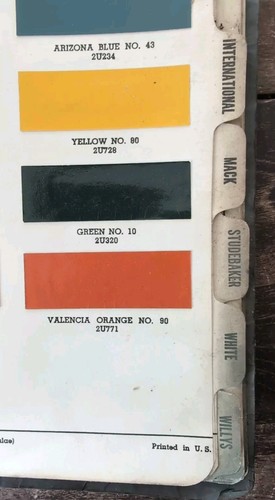 ARIZONA BLUE NO. 43
2U234
YELLOW NO. 90
2U728
GREEN NO. 10
2U320
VALENCIA ORANGE NO. 90
2U771
Printed in U. S.
INTERNATIONAL
MACK
STUDEBAKER
WHITE
WILLYS